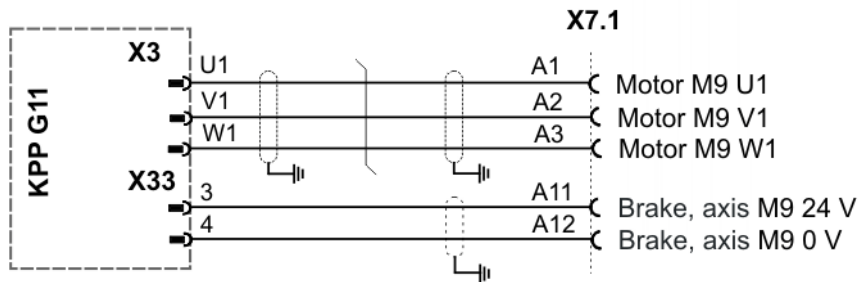 X7.1
X3
U1 A1 Motor M9 U1
V1 A2 Motor M9 V1
W1 A3 Motor M9 W1
KPP G11
X33
3 A11 Brake, axis M9 24 V
4 A12 Brake, axis M9 0 V